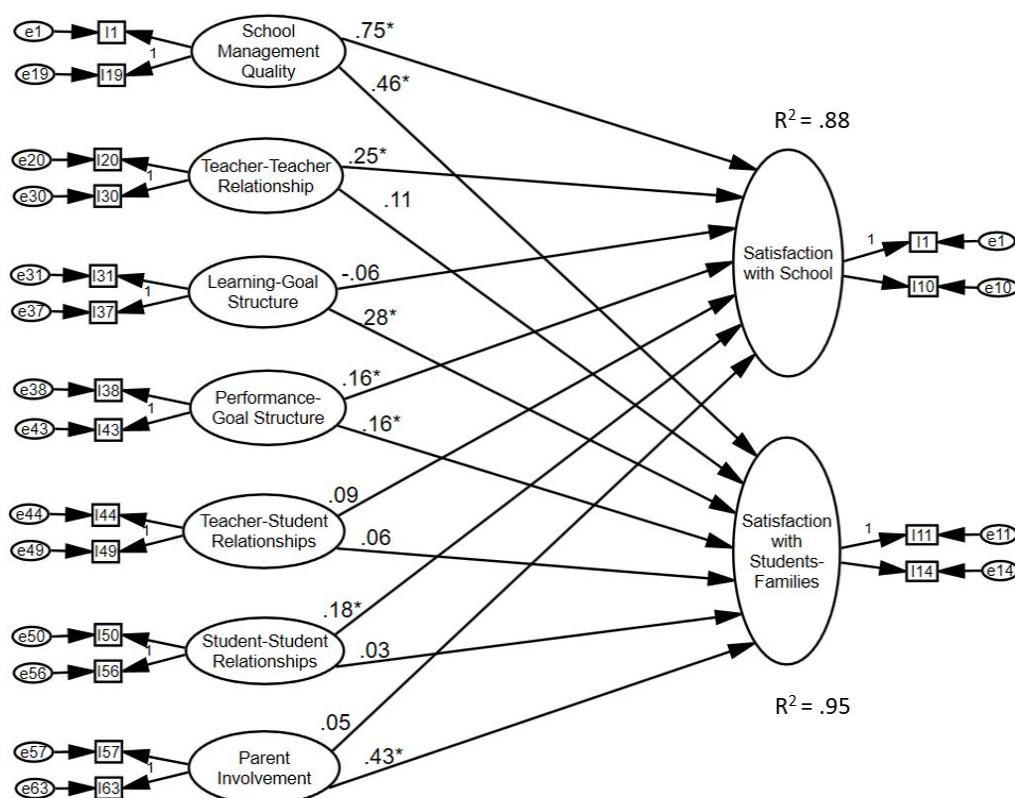 e1
I1
1
e19
I19
School
Management
Quality
.75*
.46*
e20
I20
1
e30
I30
Teacher-Teacher
Relationship
.25*
.11
e31
I31
1
e37
I37
Learning-Goal
Structure
-.06
.28*
e38
I38
1
e43
I43
Performance-
Goal Structure
.16*
.16*
e44
I44
1
e49
I49
Teacher-Student
Relationships
.09
.06
e50
I50
1
e56
I56
Student-Student
Relationships
.18*
.03
e57
I57
1
e63
I63
Parent
Involvement
.05
.43*
R² = .88
Satisfaction
with School
1
I1
e1
I10
e10
Satisfaction
with
Students-
Families
1
I11
e11
I14
e14
R² = .95